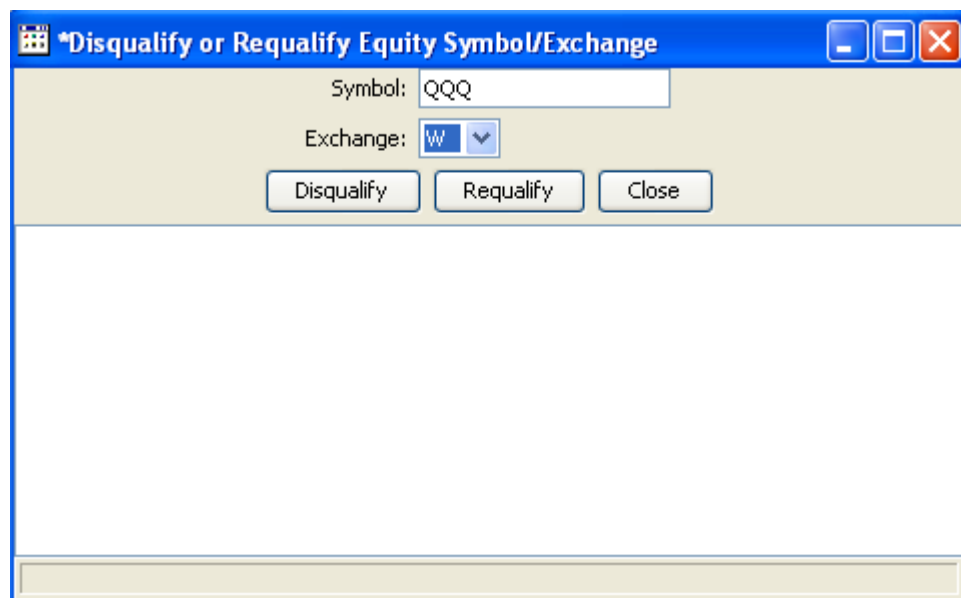 *Disqualify or Requalify Equity Symbol/Exchange
Symbol: QQQ
Exchange: W
Disqualify Requalify Close